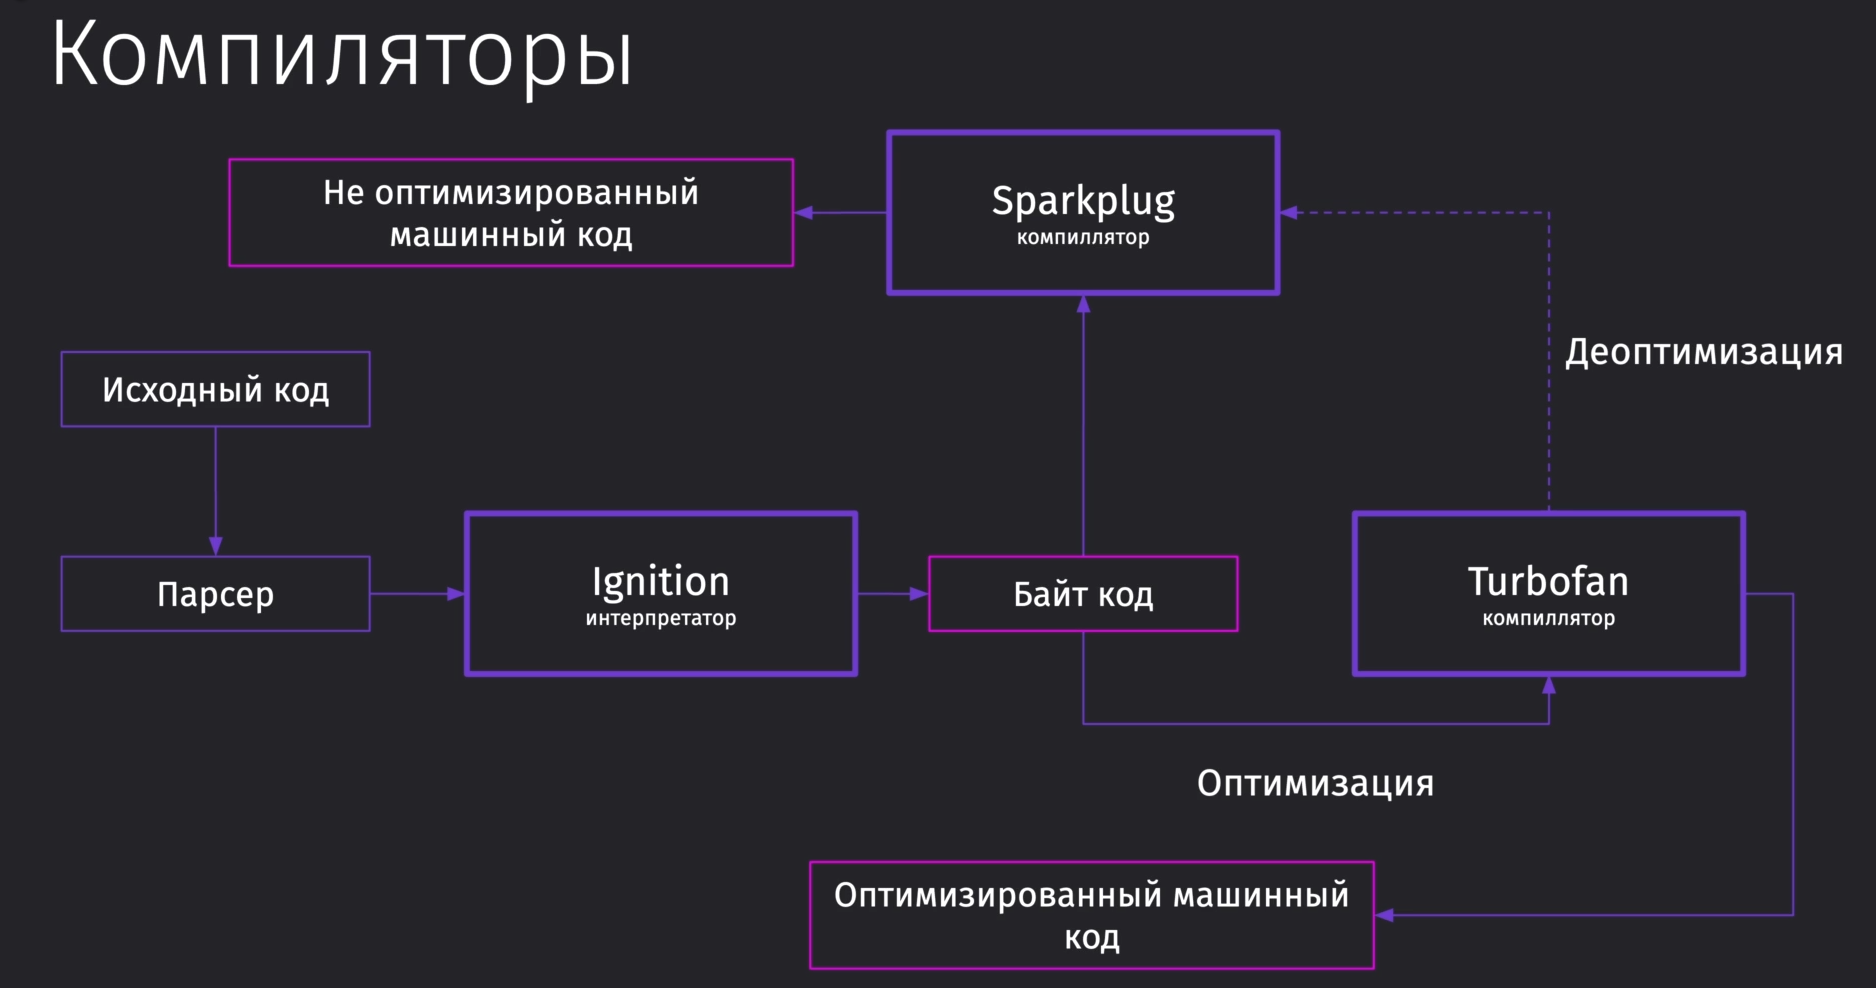 Компиляторы
Не оптимизированный
машинный код
Sparkplug
компиллятор
Деоптимизация
Исходный код
Парсер
Ignition
интерпретатор
Байт код
Turbofan
компиллятор
Оптимизация
Оптимизированный машинный
код